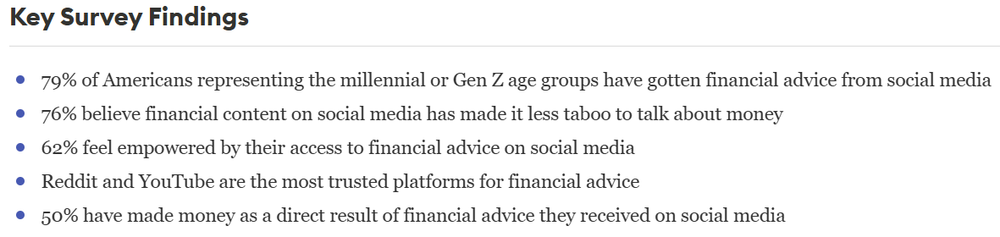 Key Survey Findings
79% of Americans representing the millennial or Gen Z age groups have gotten financial advice from social media
76% believe financial content on social media has made it less taboo to talk about money
62% feel empowered by their access to financial advice on social media
Reddit and YouTube are the most trusted platforms for financial advice
50% have made money as a direct result of financial advice they received on social media